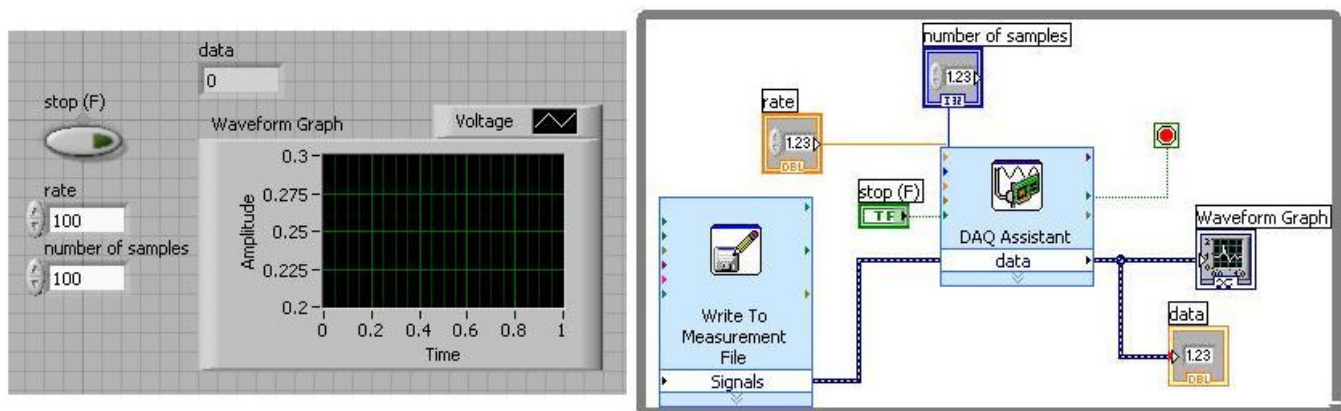 data
0
stop (F)
Waveform Graph
Voltage
rate
100
number of samples
100
Amplitude
0.3
0.275
0.25
0.225
0.2
0
0.2
0.4
0.6
0.8
1
Time
number of samples
1.23
I32
rate
1.23
DBL
stop (F)
TF
DAQ Assistant
data
Waveform Graph
Write To
Measurement
File
Signals
data
1.23
DBL